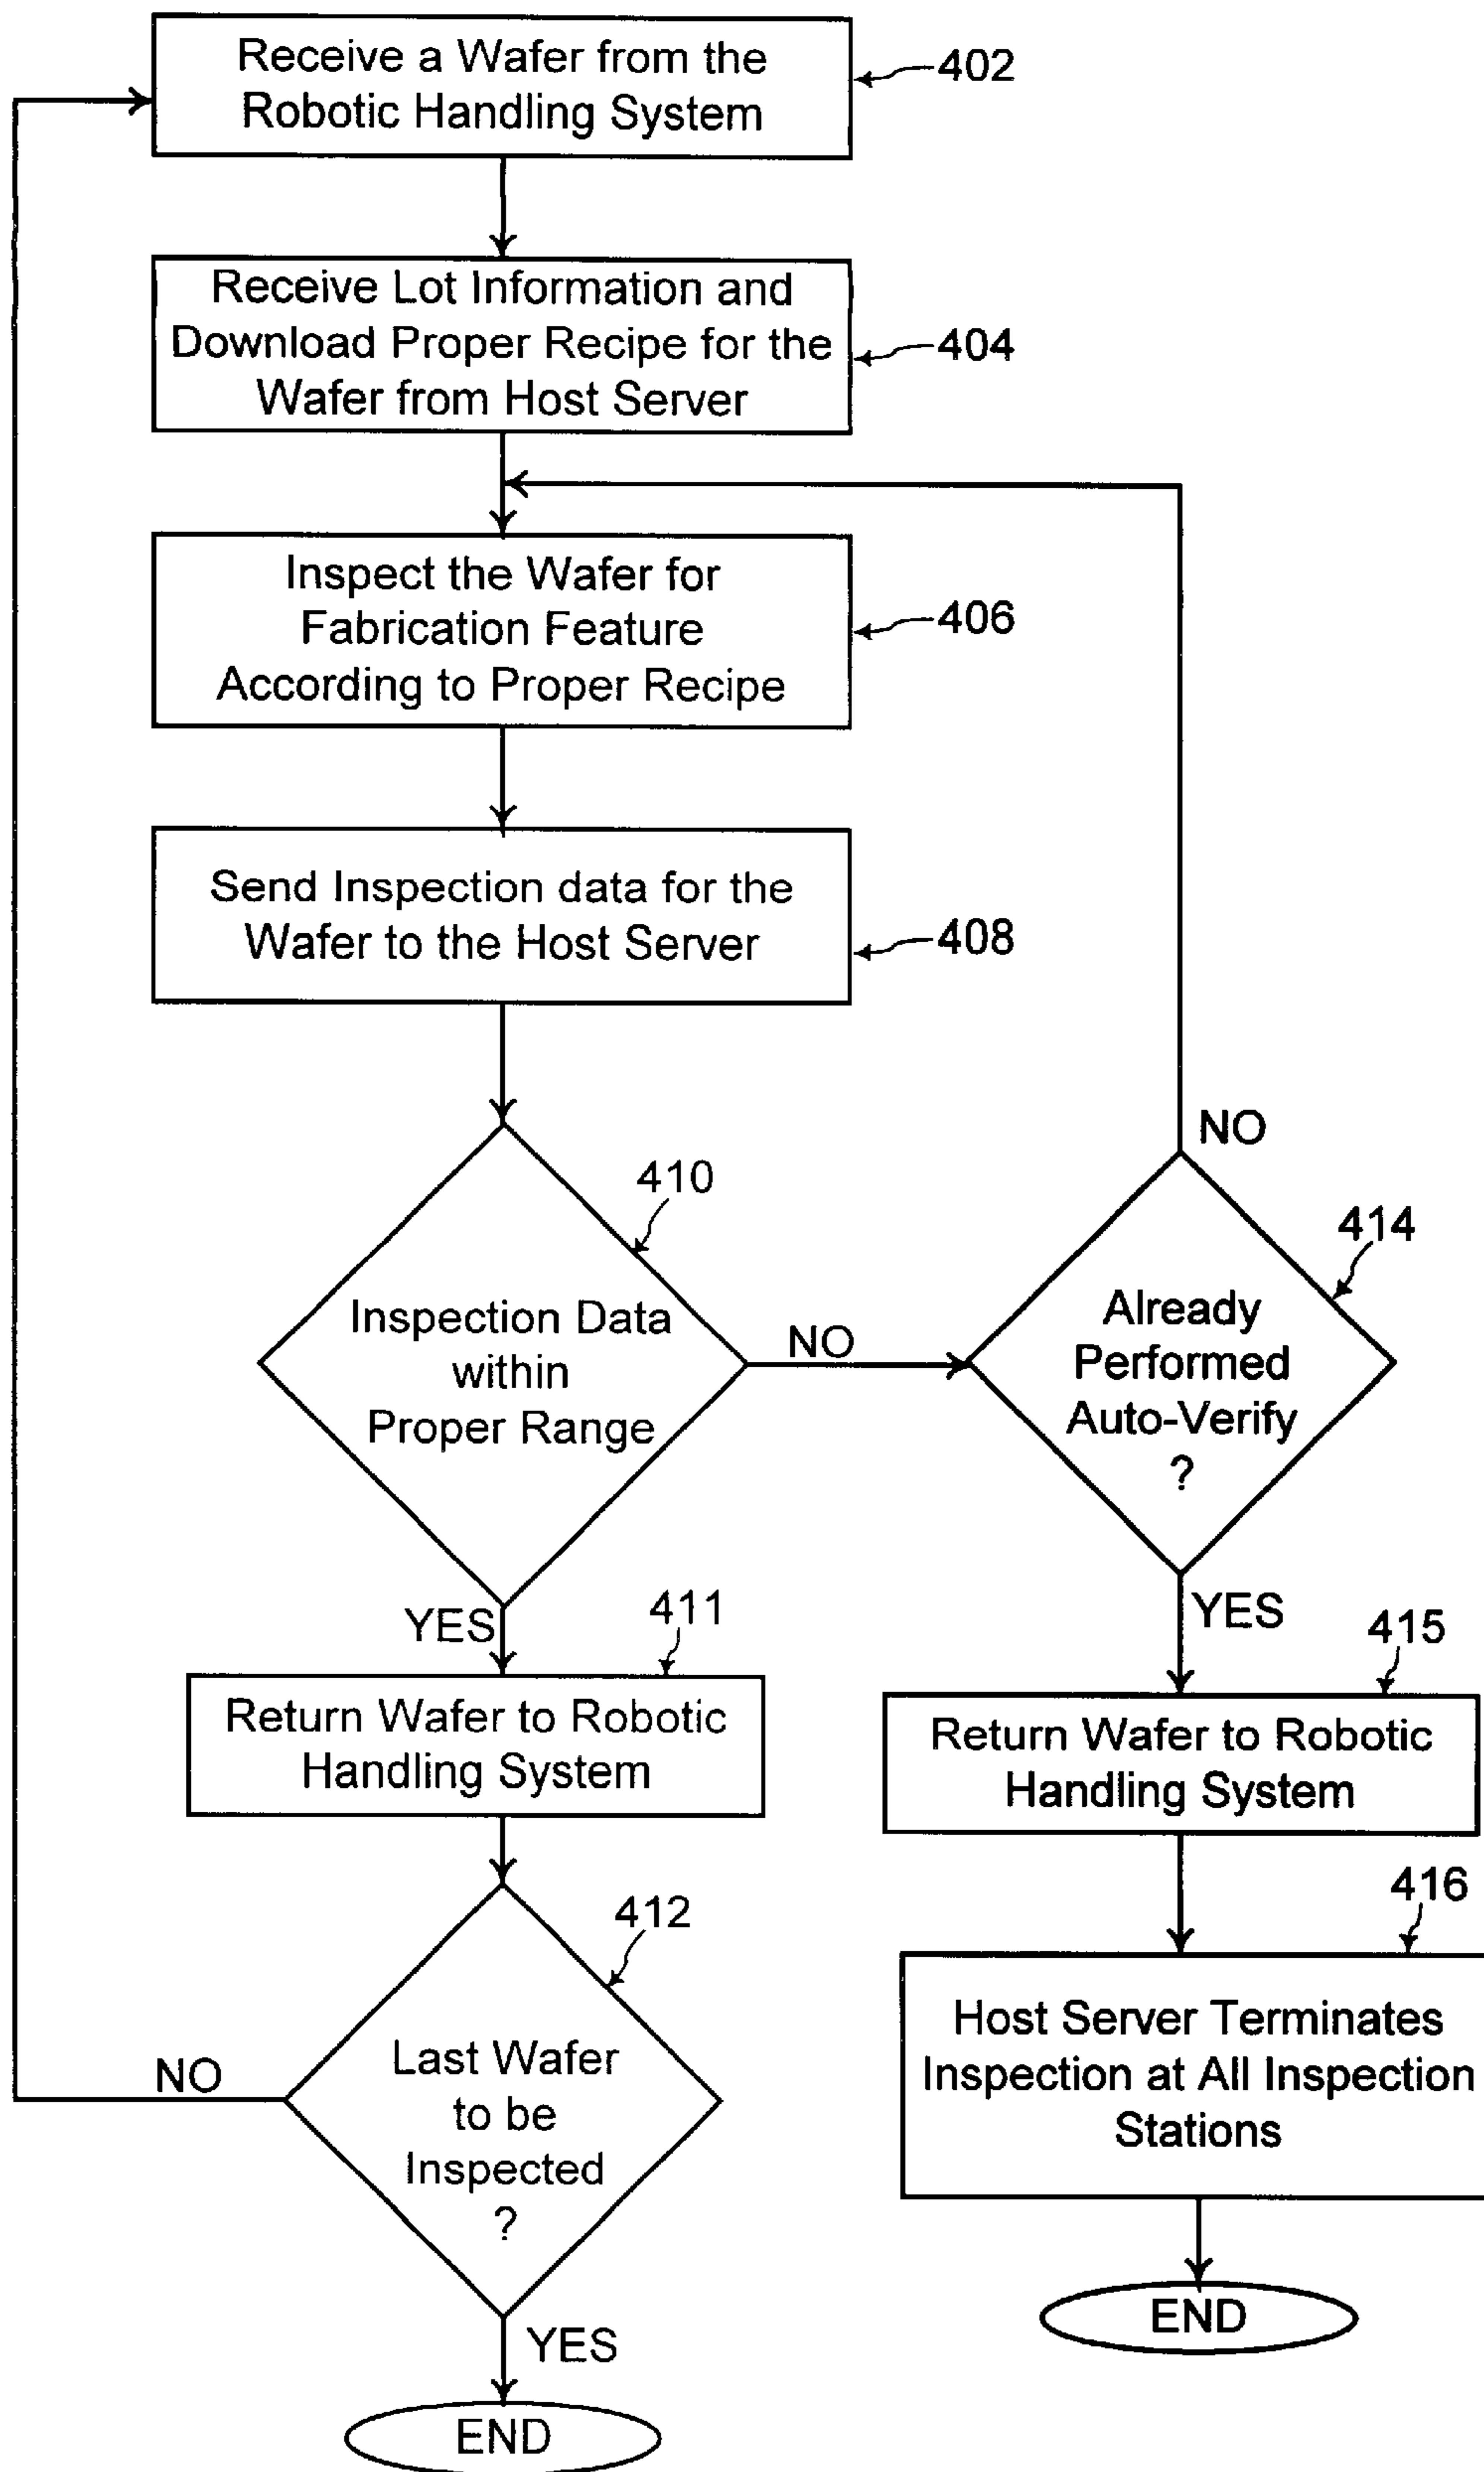 Receive a Wafer from the
Robotic Handling System
402
Receive Lot Information and
Download Proper Recipe for the
Wafer from Host Server
404
Inspect the Wafer for
Fabrication Feature
According to Proper Recipe
406
Send Inspection data for the
Wafer to the Host Server
408
410
Inspection Data
within
Proper Range
NO
YES
NO
414
Already
Performed
Auto-Verify
?
YES
411
Return Wafer to Robotic
Handling System
412
Last Wafer
to be
Inspected
?
NO
YES
END
415
Return Wafer to Robotic
Handling System
416
Host Server Terminates
Inspection at All Inspection
Stations
END